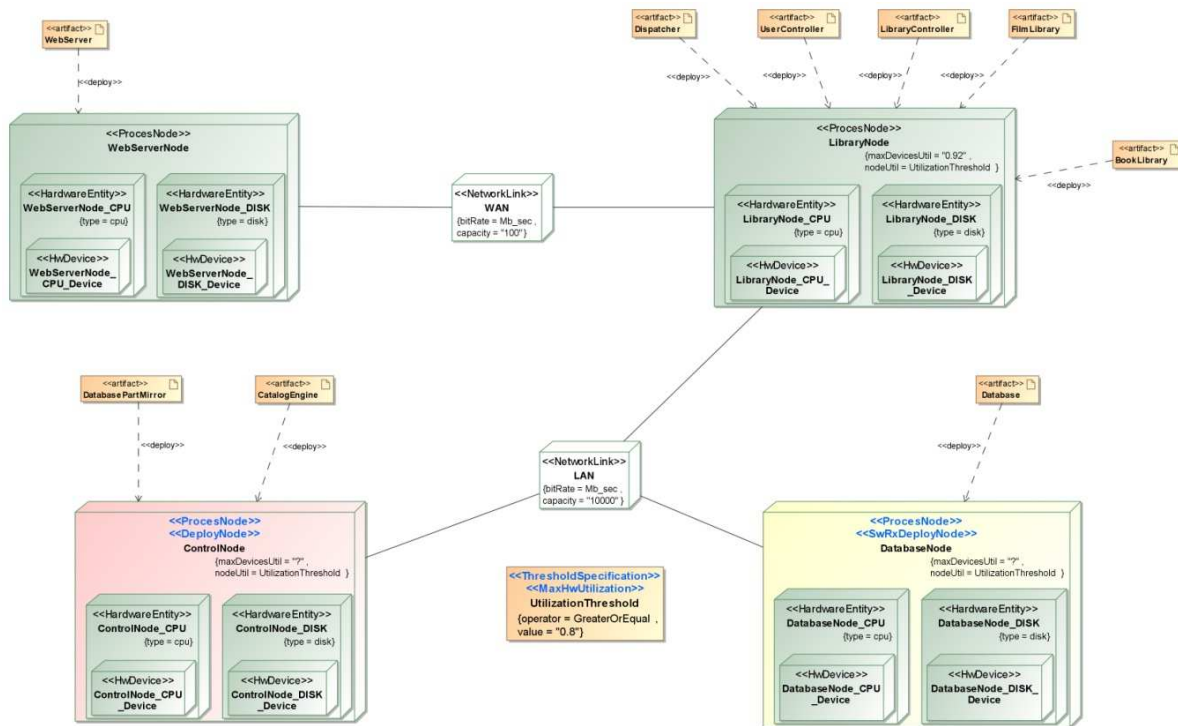 <<artifact>>
WebServer
<<deploy>>
<<ProcesNode>>
WebServerNode
<<HardwareEntity>>
WebServerNode_CPU
{type = cpu}
<<HwDevice>>
WebServerNode_
CPU_Device
<<HardwareEntity>>
WebServerNode_DISK
{type = disk}
<<HwDevice>>
WebServerNode_
DISK_Device
<<NetworkLink>>
WAN
{bitRate = Mb_sec ,
capacity = "100" }
<<artifact>>
Dispatcher
<<deploy>>
<<artifact>>
UserController
<<deploy>>
<<artifact>>
LibraryController
<<deploy>>
<<artifact>>
FilmLibrary
<<deploy>>
<<artifact>>
BookLibrary
<<deploy>>
<<ProcesNode>>
LibraryNode
{maxDevicesUtil = "0.92" ,
nodeUtil = UtilizationThreshold }
<<HardwareEntity>>
LibraryNode_CPU
{type = cpu}
<<HwDevice>>
LibraryNode_CPU_
Device
<<HardwareEntity>>
LibraryNode_DISK
{type = disk}
<<HwDevice>>
LibraryNode_DISK
_Device
<<artifact>>
DatabasePartMirror
<<deploy>>
<<artifact>>
CatalogEngine
<<deploy>>
<<ProcesNode>>
<<DeployNode>>
ControlNode
{maxDevicesUtil = "?" ,
nodeUtil = UtilizationThreshold }
<<HardwareEntity>>
ControlNode_CPU
{type = cpu}
<<HwDevice>>
ControlNode_CPU
_Device
<<HardwareEntity>>
ControlNode_DISK
{type = disk}
<<HwDevice>>
ControlNode_DISK
_Device
<<NetworkLink>>
LAN
{bitRate = Mb_sec ,
capacity = "10000" }
<<ThresholdSpecification>>
<<MaxHwUtilization>>
UtilizationThreshold
{operator = GreaterOrEqual ,
value = "0.8"}
<<artifact>>
Database
<<deploy>>
<<ProcesNode>>
<<SwRxDeployNode>>
DatabaseNode
{maxDevicesUtil = "?" ,
nodeUtil = UtilizationThreshold }
<<HardwareEntity>>
DatabaseNode_CPU
{type = cpu}
<<HwDevice>>
DatabaseNode_CPU
_Device
<<HardwareEntity>>
DatabaseNode_DISK
{type = disk}
<<HwDevice>>
DatabaseNode_DISK_
Device